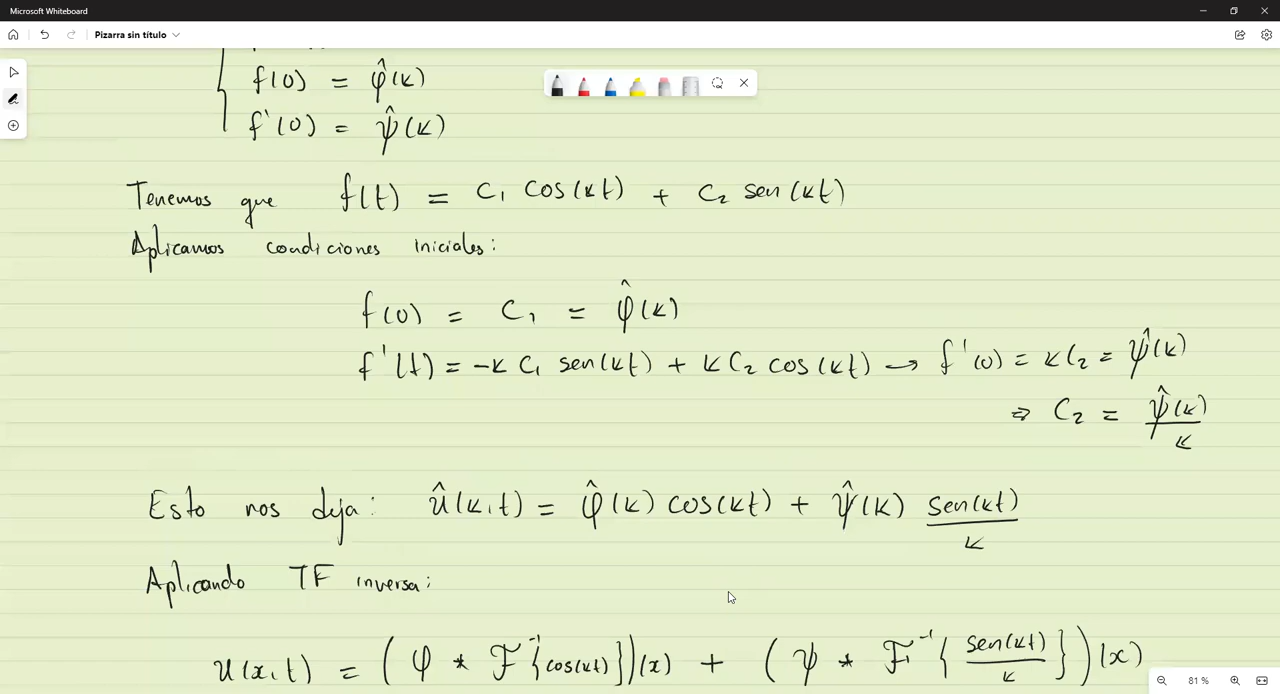 Microsoft Whiteboard
Pizarra sin título
f(0) = φ̂(k)
f'(0) = ψ̂(k)
Tenemos que f(t) = C₁ cos(kt) + C₂ sen(kt)
Aplicamos condiciones iniciales:
f(0) = C₁ = φ̂(k)
f'(t) = -k C₁ sen(kt) + k C₂ cos(kt) → f'(0) = k C₂ = ψ̂(k)
⇒ C₂ = ψ̂(k)/k
Esto nos deja: û(k,t) = φ̂(k) cos(kt) + ψ̂(k) sen(kt)/k
Aplicando TF inversa:
u(x,t) = (φ * F⁻¹{cos(kt)})(x) + (ψ * F⁻¹{sen(kt)/k})(x)
81 %